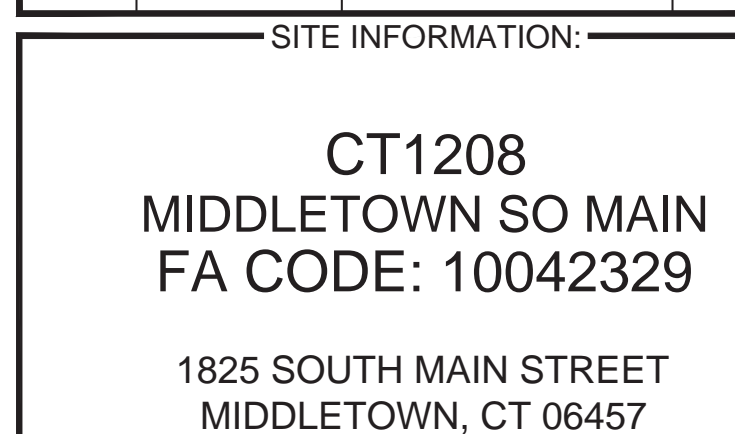 SITE INFORMATION:
CT1208
MIDDLETOWN SO MAIN
FA CODE: 10042329
1825 SOUTH MAIN STREET
MIDDLETOWN, CT 06457